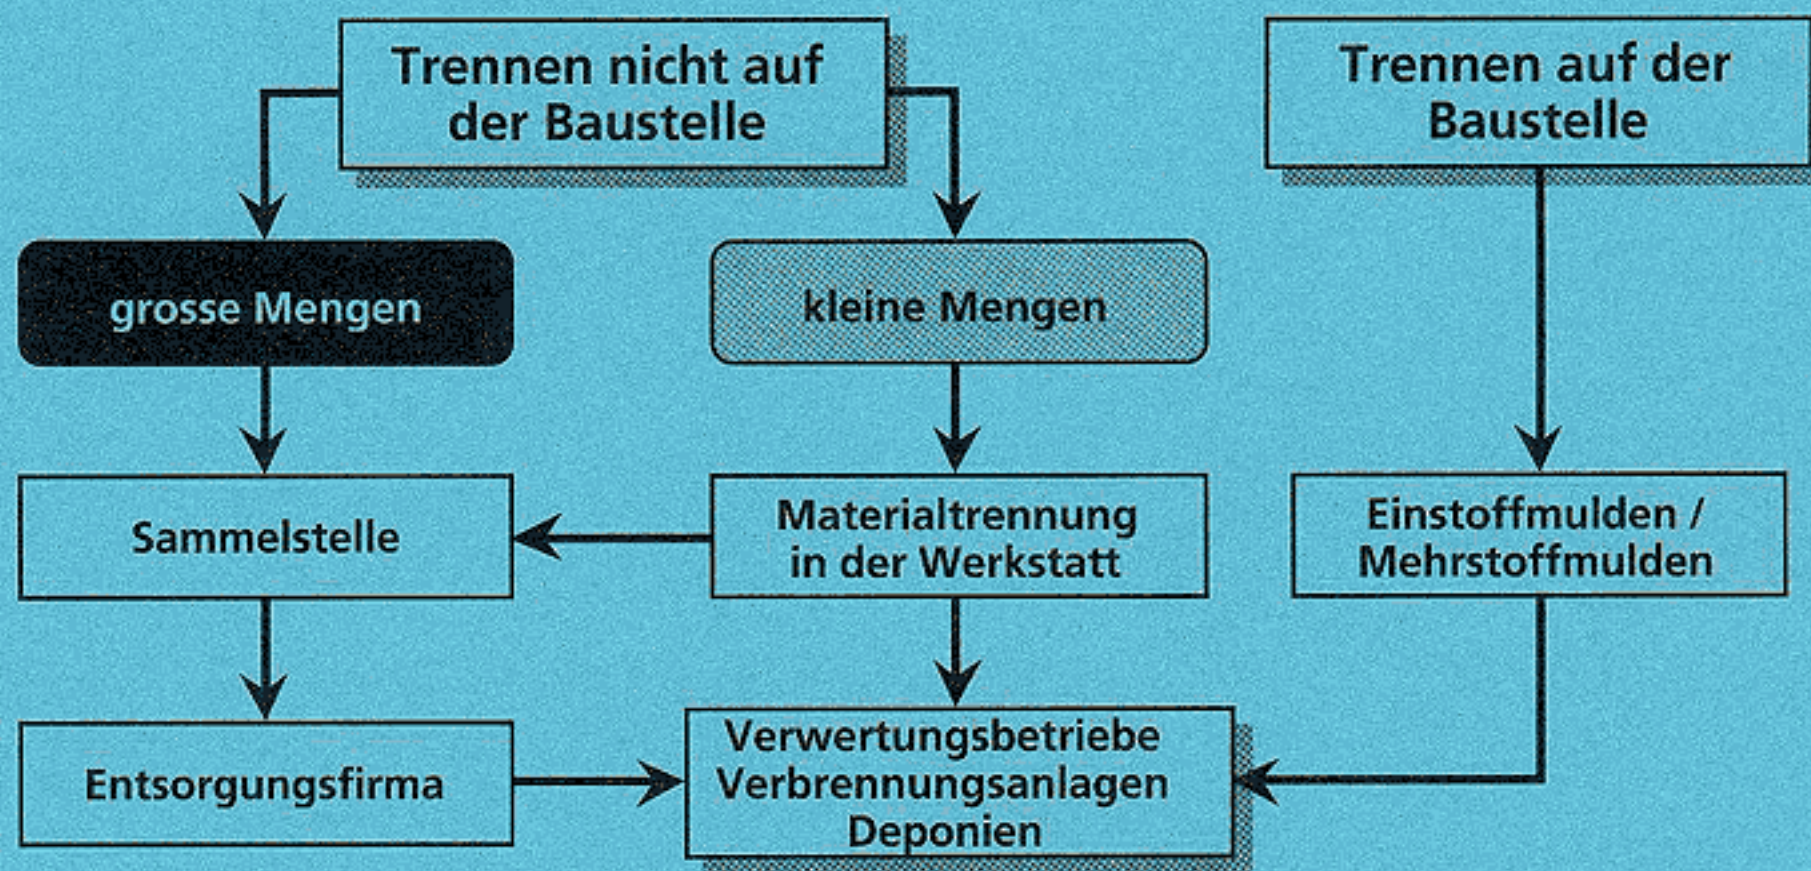 Trennen nicht auf
der Baustelle
Trennen auf der
Baustelle
grosse Mengen
kleine Mengen
Sammelstelle
Materialtrennung
in der Werkstatt
Einstoffmulden /
Mehrstoffmulden
Entsorgungsfirma
Verwertungsbetriebe
Verbrennungsanlagen
Deponien